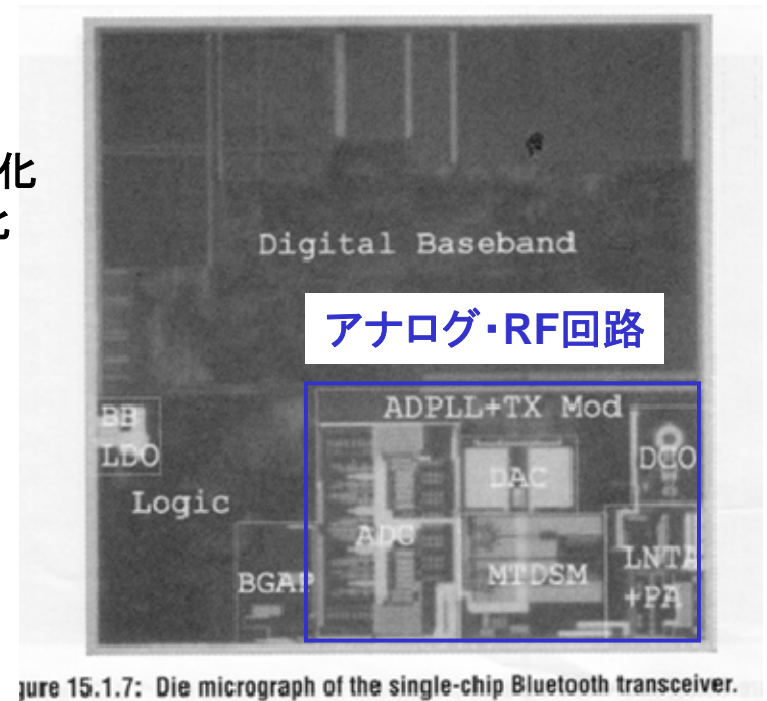 化
Digital Baseband
アナログ・RF回路
ADPLL+TX Mod
BB
LDO
DCO
DAC
Logic
ADC
LNTA
MTDSM
BGAP
+PA
gure 15.1.7: Die micrograph of the single-chip Bluetooth transceiver.